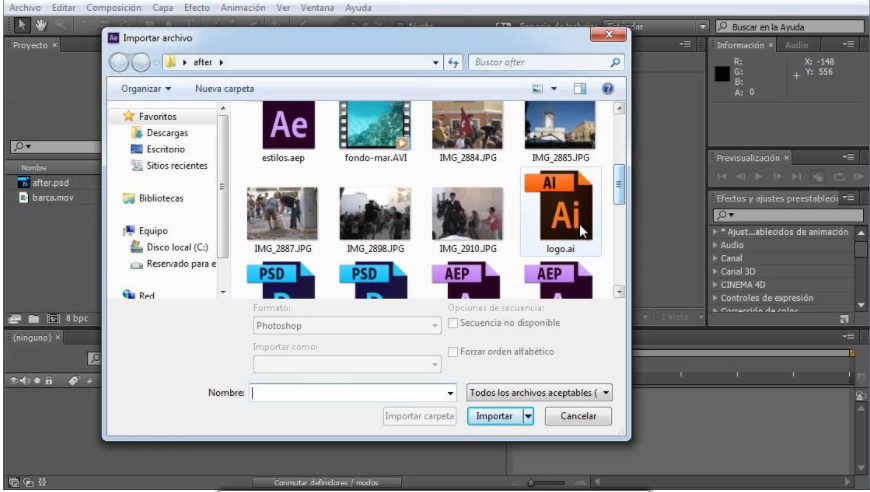 Archivo Editar Composición Capa Efecto Animación Ver Ventana Ayuda
Buscar en la Ayuda
Proyecto ×
Importar archivo
Información × Audio
after
Buscar after
R:
G:
B:
A: 0
X: -148
Y: 556
Organizar Nueva carpeta
Favoritos
Descargas
Escritorio
Sitios recientes
Bibliotecas
Equipo
Disco local (C:)
Reservado para e
Red
Ae
estilos.aep
fondo-mar.AVI
IMG_2884.JPG
IMG_2885.JPG
AI
Ai
IMG_2887.JPG
IMG_2898.JPG
IMG_2910.JPG
logo.ai
PSD
PSD
AEP
AEP
Nombre
after.psd
barca.mov
8 bpc
Previsualización ×
Efectos y ajustes preestableci
* Ajust...ablecidos de animación
Audio
Canal
Canal 3D
CINEMA 4D
Controles de expresión
Corrección de color
Formato:
Photoshop
Importar como:
Opciones de secuencia:
Secuencia no disponible
Forzar orden alfabético
1 Vista
(ninguno) ×
Nombre:
Todos los archivos aceptables (
Importar carpeta
Importar
Cancelar
Conmutar definidores / modos